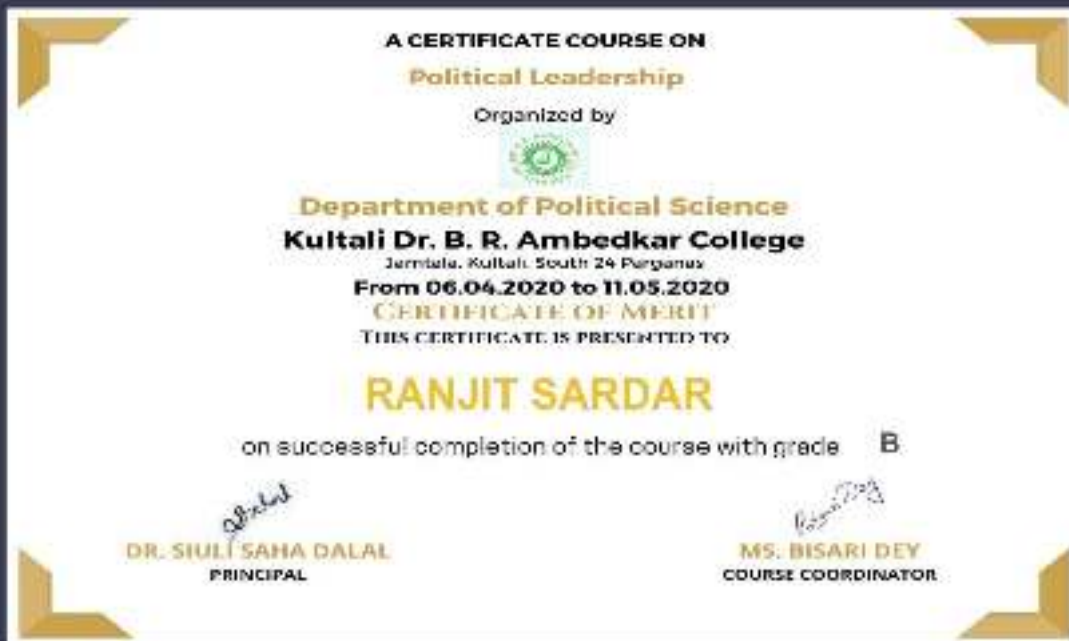 A CERTIFICATE COURSE ON
Political Leadership
Organized by
Department of Political Science
Kultali Dr. B. R. Ambedkar College
Jamtala, Kultali, South 24 Parganas
From 06.04.2020 to 11.05.2020
CERTIFICATE OF MERIT
THIS CERTIFICATE IS PRESENTED TO
RANJIT SARDAR
on successful completion of the course with grade B
DR. SIULI SAHA DALAL
MS. BISARI DEY
PRINCIPAL
COURSE COORDINATOR